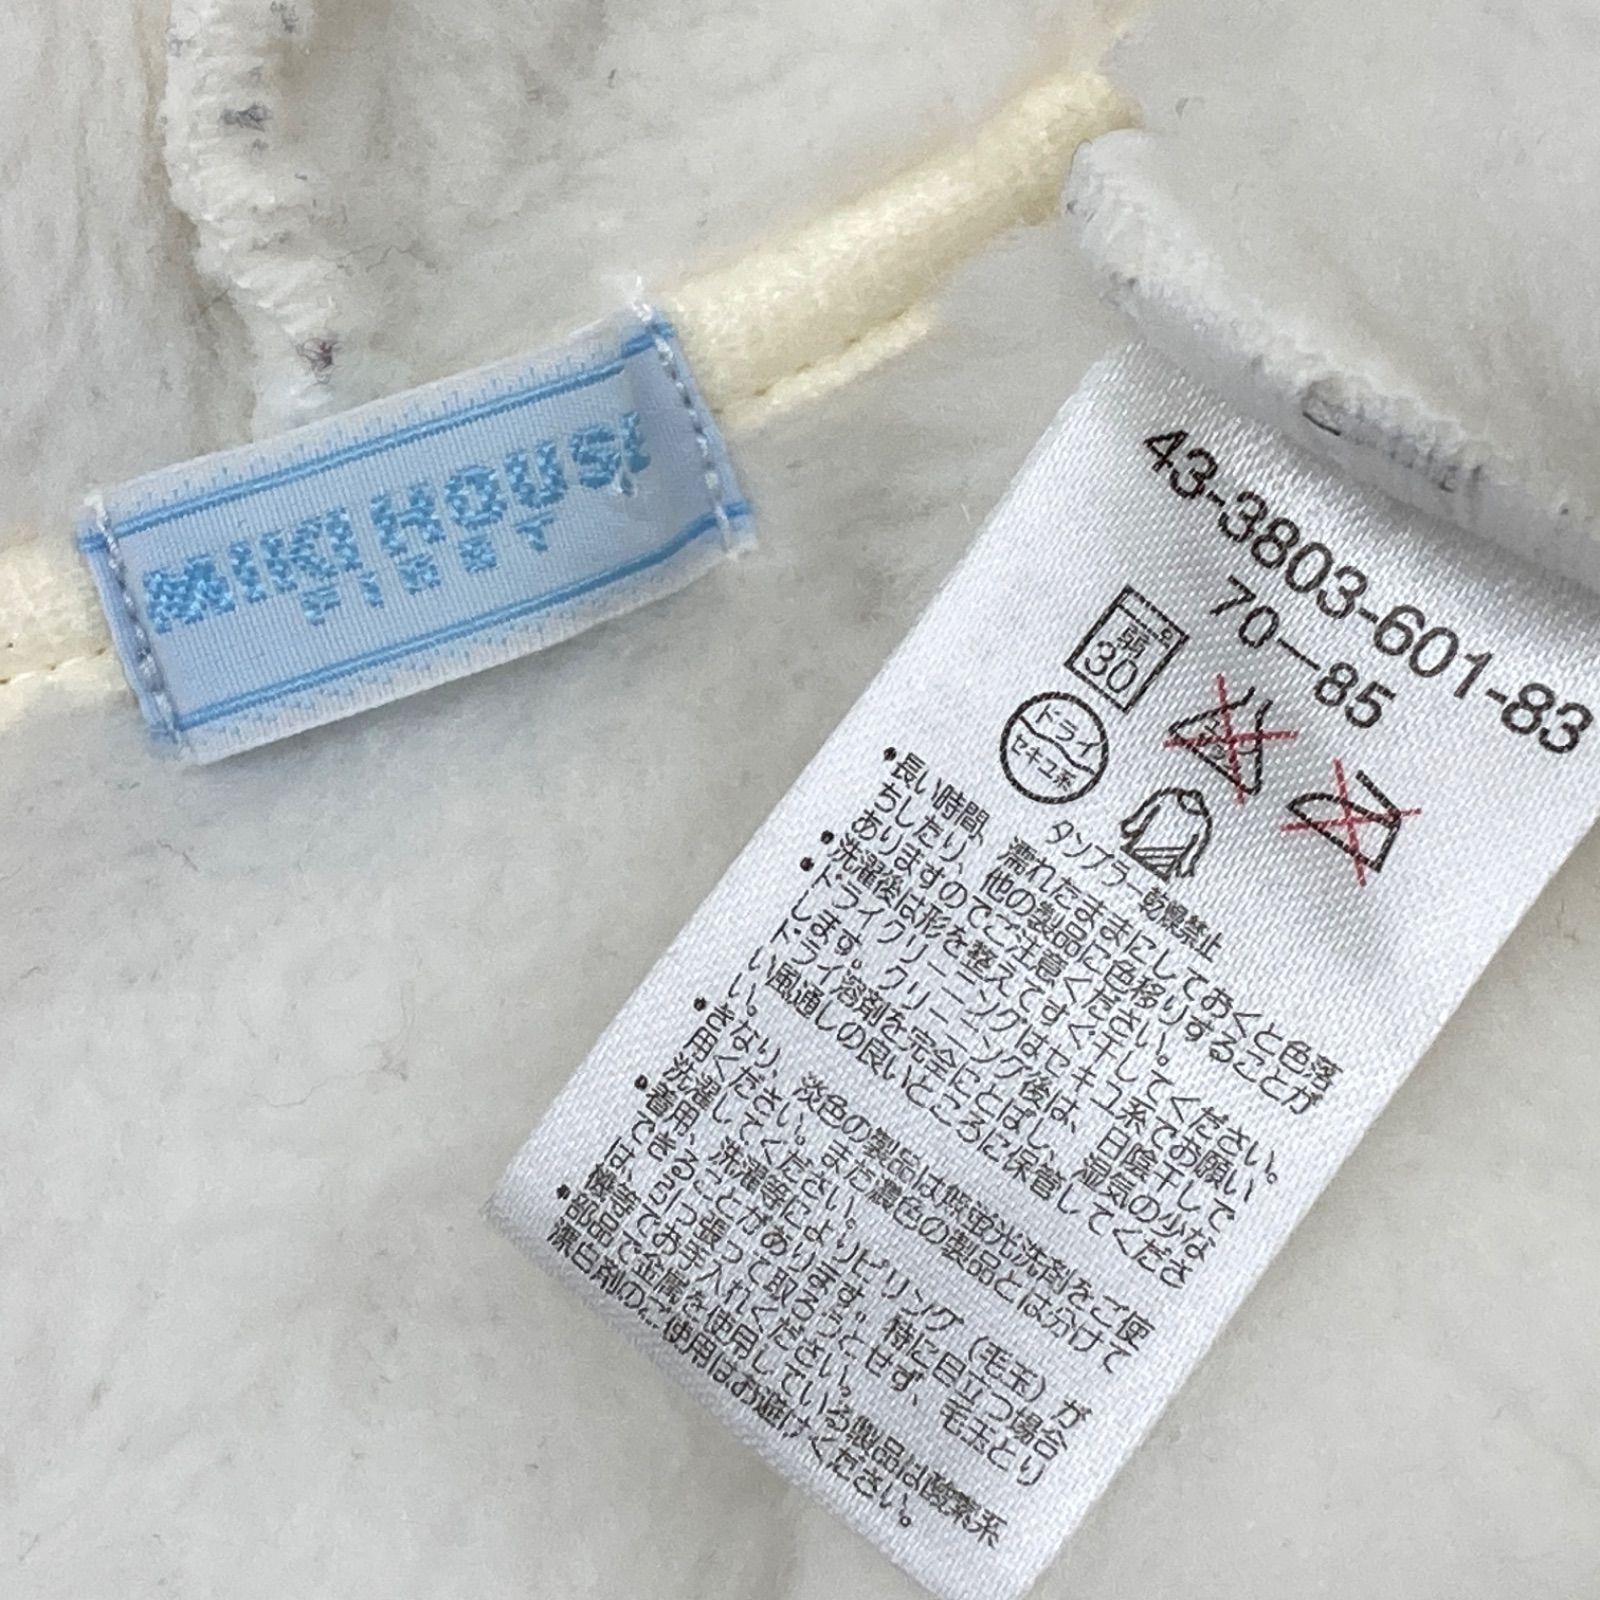 MIKI HOUSE
43-3803-601-83
70—85
弱
30
ドライ
セキユ系
タンブラー乾燥禁止
•長い時間、濡れたままにしておくと色落
ちしたり、他の製品に色移りすることが
ありますのでご注意ください。
•洗濯後は形を整えてすぐ干してください。
•ドライクリーニングはセキユ系でお願い
します。クリーニング後は、日陰干しで
ドライ溶剤を完全にとばし、湿気の少な
い風通しの良いところに保管してくださ
い。
•きなり、淡色の製品は無蛍光洗剤をご使
用ください。また濃色の製品とは分けて
洗濯してください。
•着用、洗濯等によりピリング(毛玉)が
できることがあります。特に目立つ場合
は、引っ張って取ろうとせず、毛玉とり
機等でお手入れください。
•部品で金属を使用している製品は酸素系
漂白剤のご使用はお避けください。